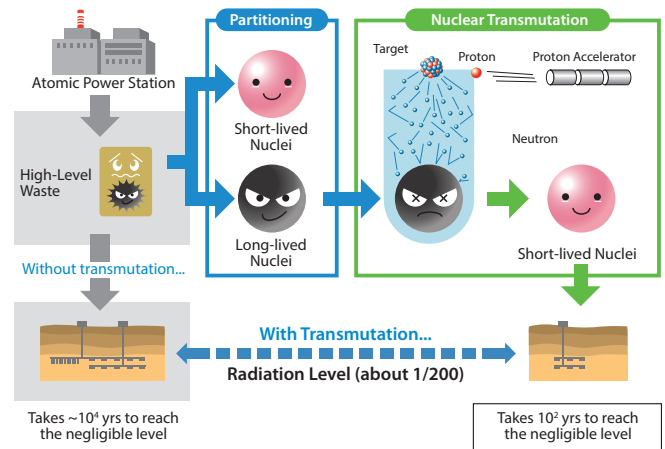 Partitioning
Nuclear Transmutation
Atomic Power Station
Target
Proton
Proton Accelerator
Short-lived
Nuclei
Neutron
High-Level
Waste
Long-lived
Nuclei
Short-lived Nuclei
Without transmutation...
With Transmutation...
Radiation Level (about 1/200)
Takes ~10⁴ yrs to reach
the negligible level
Takes 10² yrs to reach
the negligible level